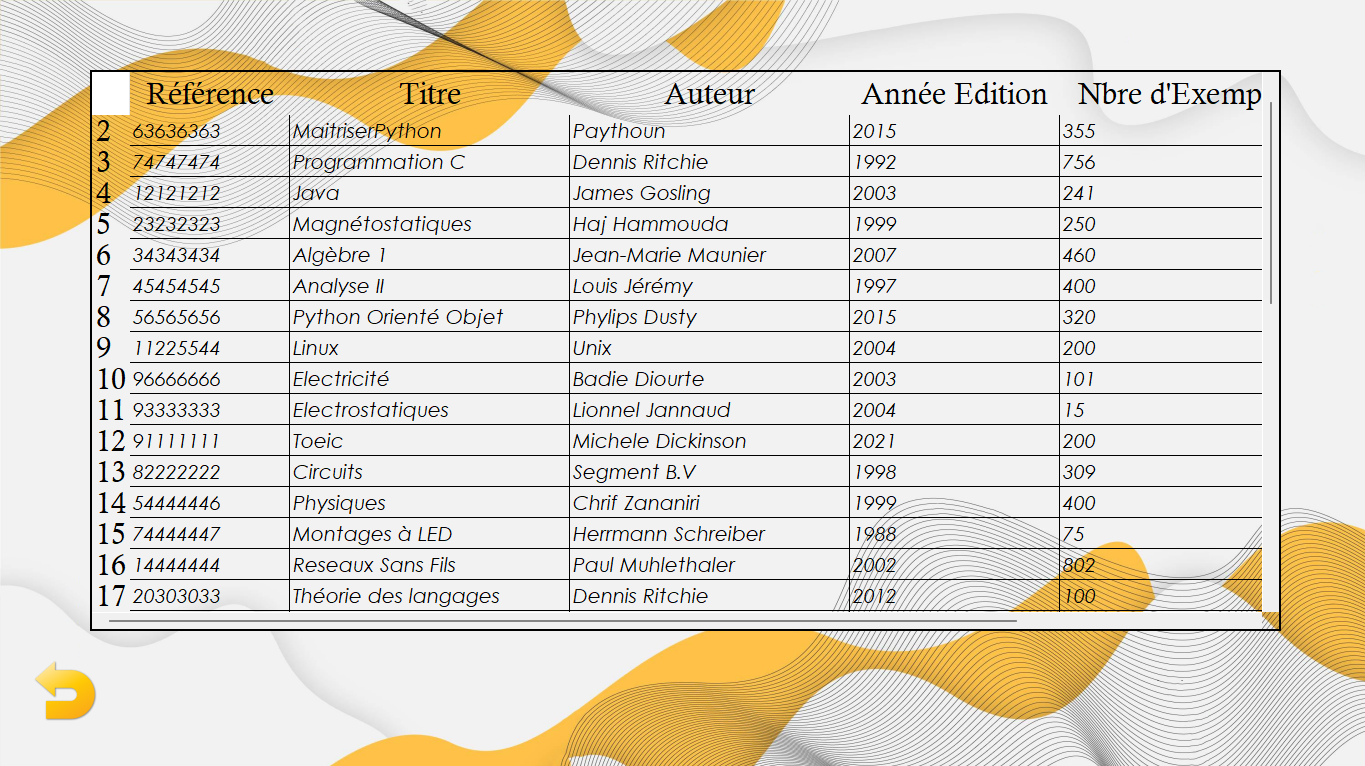 Référence Titre Auteur Année Edition Nbre d'Exemp
2 63636363 MaitriserPython Paythoun 2015 355
3 74747474 Programmation C Dennis Ritchie 1992 756
4 12121212 Java James Gosling 2003 241
5 23232323 Magnétostatiques Haj Hammouda 1999 250
6 34343434 Algèbre 1 Jean-Marie Maunier 2007 460
7 45454545 Analyse II Louis Jérémy 1997 400
8 56565656 Python Orienté Objet Phylips Dusty 2015 320
9 11225544 Linux Unix 2004 200
10 96666666 Electricité Badie Diourte 2003 101
11 93333333 Electrostatiques Lionnel Jannaud 2004 15
12 91111111 Toeic Michele Dickinson 2021 200
13 82222222 Circuits Segment B.V 1998 309
14 54444446 Physiques Chrif Zananiri 1999 400
15 74444447 Montages à LED Herrmann Schreiber 1988 75
16 14444444 Reseaux Sans Fils Paul Muhlethaler 2002 802
17 20303033 Théorie des langages Dennis Ritchie 2012 100